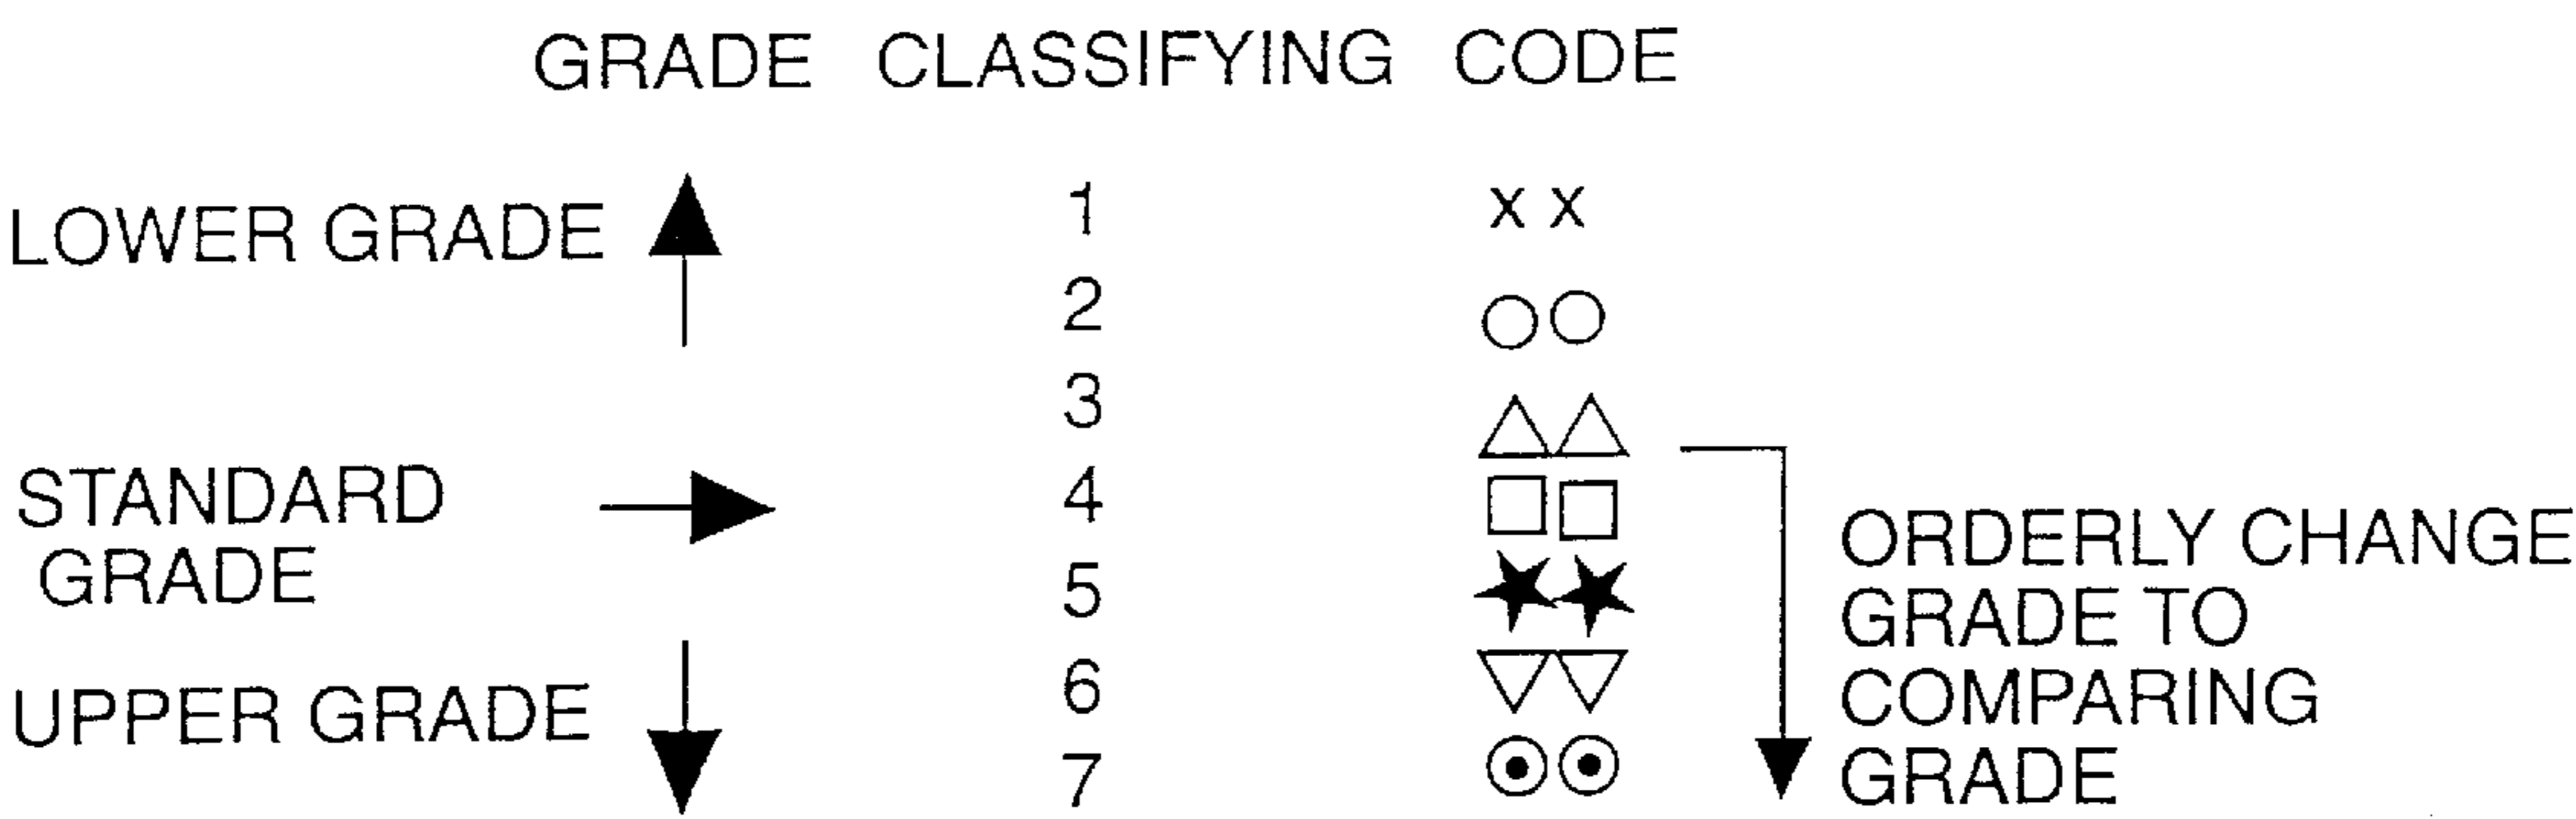 GRADE CLASSIFYING CODE
LOWER GRADE 1 x x
2 ○○
3 △△
STANDARD GRADE 4 □□
5 ★★
UPPER GRADE 6 ▽▽
7 ◉◉
ORDERLY CHANGE
GRADE TO
COMPARING
GRADE